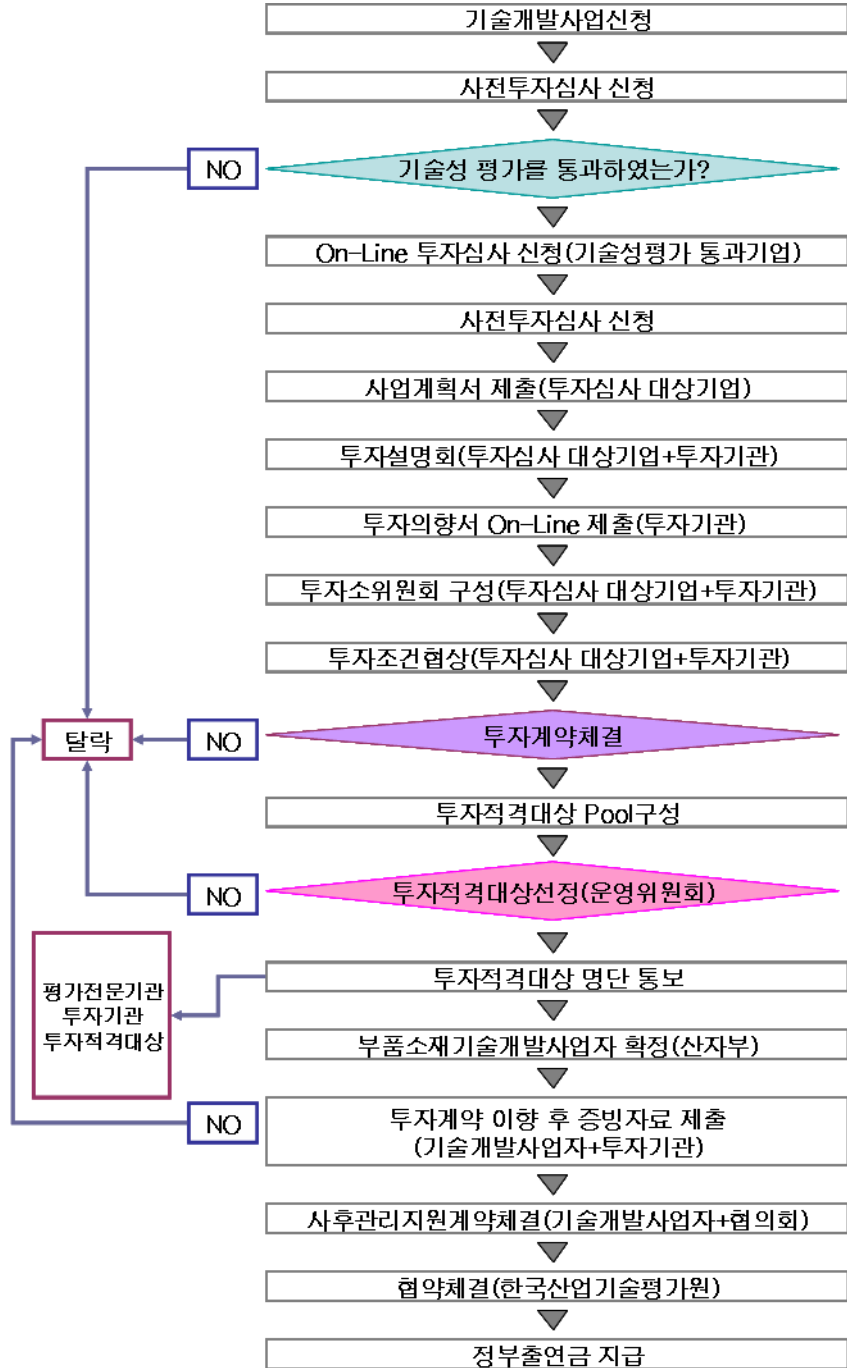 기술개발사업신청
사전투자심사 신청
NO
기술성 평가를 통과하였는가?
On-Line 투자심사 신청(기술성평가 통과기업)
사전투자심사 신청
사업계획서 제출(투자심사 대상기업)
투자설명회(투자심사 대상기업+투자기관)
투자의향서 On-Line 제출(투자기관)
투자소위원회 구성(투자심사 대상기업+투자기관)
투자조건협상(투자심사 대상기업+투자기관)
탈락
NO
투자계약체결
투자적격대상 Pool구성
NO
투자적격대상선정(운영위원회)
투자적격대상 명단 통보
평가전문기관
투자기관
투자적격대상
부품소재기술개발사업자 확정(산자부)
NO
투자계약 이향 후 증빙자료 제출
(기술개발사업자+투자기관)
사후관리지원계약체결(기술개발사업자+협의회)
협약체결(한국산업기술평가원)
정부출연금 지급